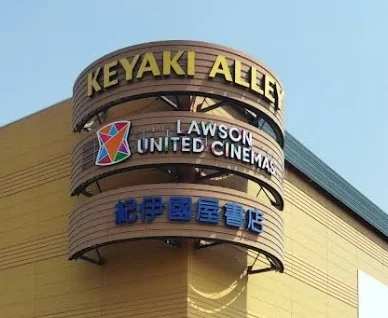 KEYAKI ALLEY
LAWSON
UNITED CINEMAS
紀伊國屋書店